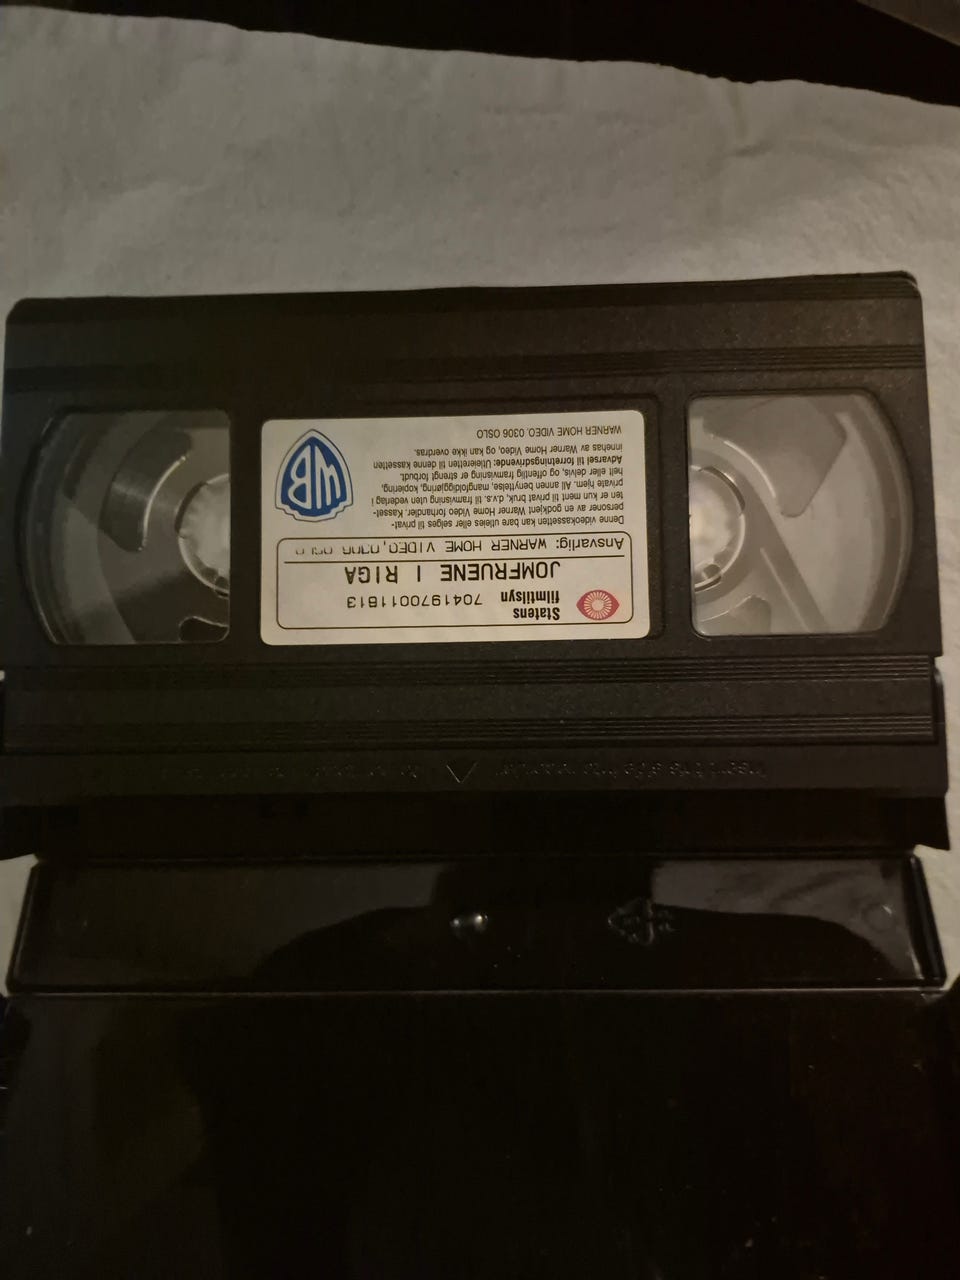 Statens
filmtilsyn
7041970011813
JOMFRUENE I RIGA
Ansvarlig: WARNER HOME VIDEO,
Denne videokassetten kan bare utleies eller selges til privat-
personer av en godkjent Warner Home Video forhandler. Kasset-
ten er kun ment til privat bruk, d.v.s. til framvisning uten vederlag i
private hjem. All annen benyttelse, mangfoldiggjøring, kopiering,
helt eller delvis, og offentlig framvisning er strengt forbudt.
Advarsel til forretningsdrivende: Utleieretten til denne kassetten
innehas av Warner Home Video, og kan ikke overdras.
WARNER HOME VIDEO. 0306 OSLO
WB